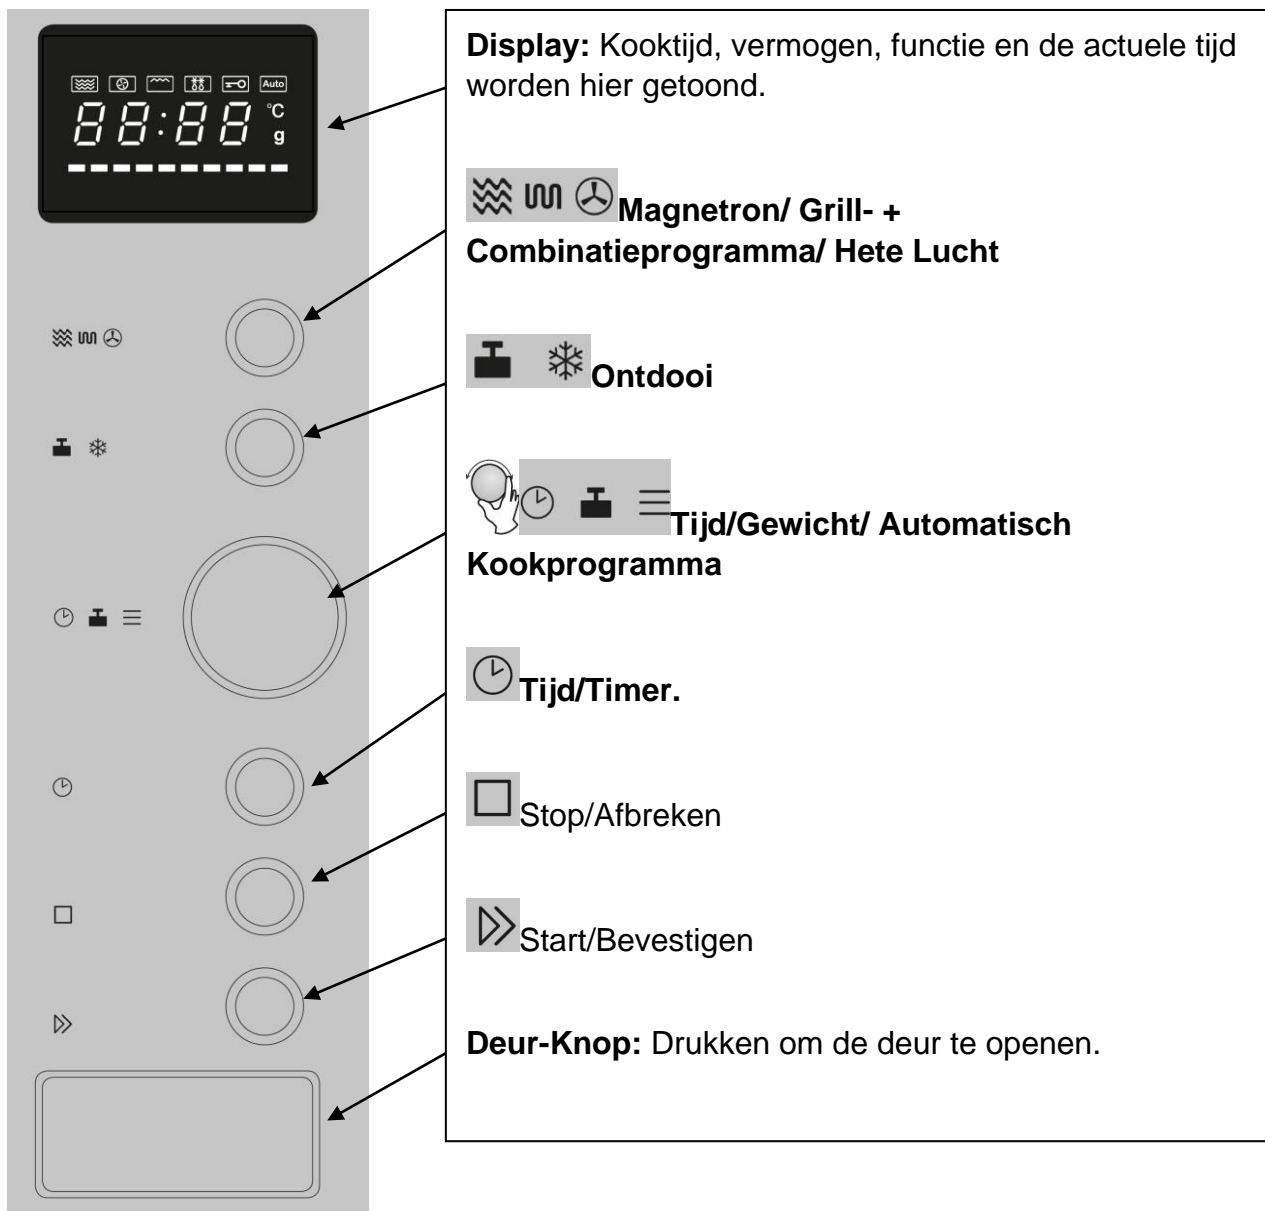 Auto
88:88 °C
g
Display: Kooktijd, vermogen, functie en de actuele tijd
worden hier getoond.
Magnetron/ Grill- +
Combinatieprogramma/ Hete Lucht
Ontdooi
Tijd/Gewicht/ Automatisch
Kookprogramma
Tijd/Timer.
Stop/Afbreken
Start/Bevestigen
Deur-Knop: Drukken om de deur te openen.